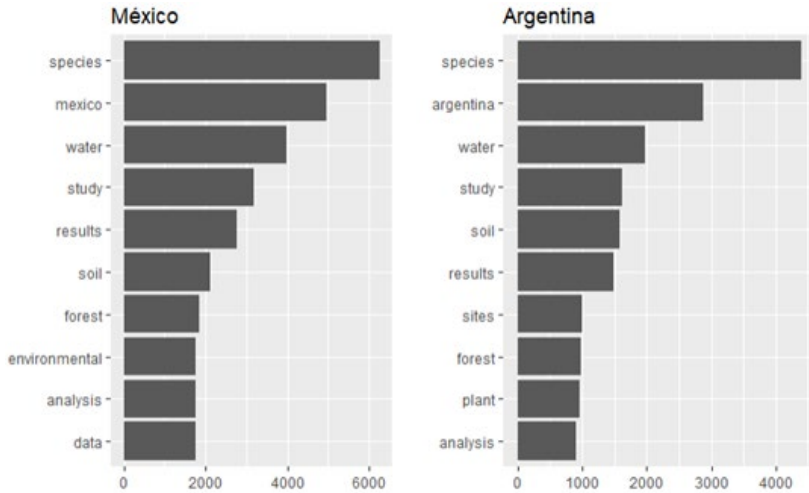 México
species
mexico
water
study
results
soil
forest
environmental
analysis
data
0 2000 4000 6000
Argentina
species
argentina
water
study
soil
results
sites
forest
plant
analysis
0 1000 2000 3000 4000